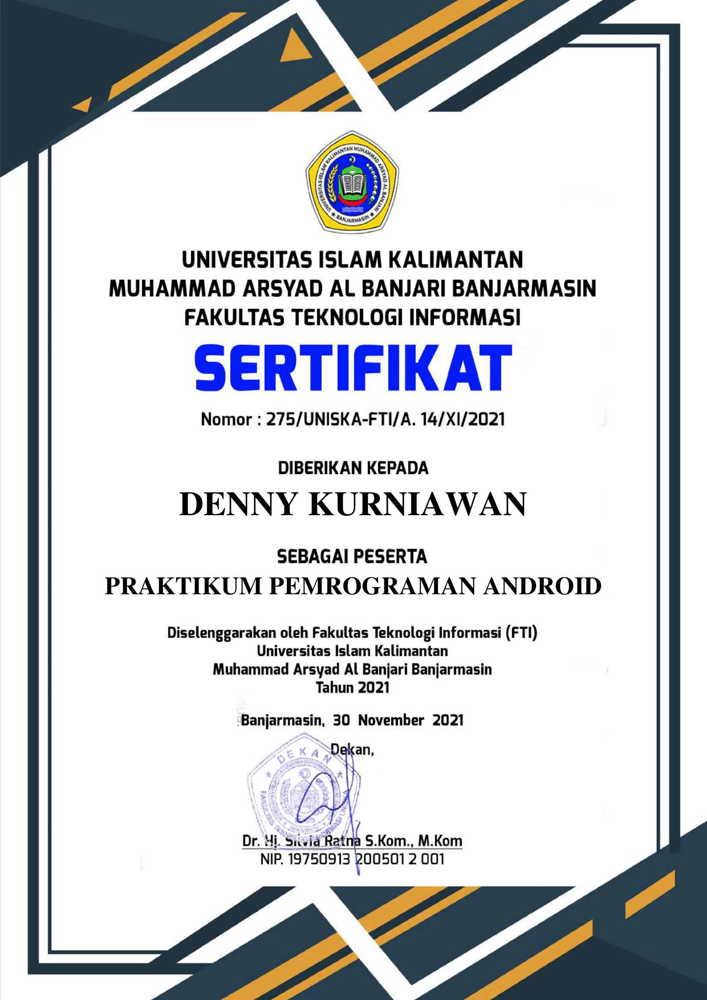 UNIVERSITAS ISLAM KALIMANTAN MUHAMMAD ARSYAD AL BANJARI
★ BANJARMASIN ★
UNIVERSITAS ISLAM KALIMANTAN
MUHAMMAD ARSYAD AL BANJARI BANJARMASIN
FAKULTAS TEKNOLOGI INFORMASI
SERTIFIKAT
Nomor : 275/UNISKA-FTI/A. 14/XI/2021
DIBERIKAN KEPADA
DENNY KURNIAWAN
SEBAGAI PESERTA
PRAKTIKUM PEMROGRAMAN ANDROID
Diselenggarakan oleh Fakultas Teknologi Informasi (FTI)
Universitas Islam Kalimantan
Muhammad Arsyad Al Banjari Banjarmasin
Tahun 2021
Banjarmasin, 30 November 2021
Dekan,
DEKAN
FAKULTAS TEKNOLOGI INFORMASI UNISKA
Dr. Hj. Silvia Ratna S.Kom., M.Kom
NIP. 19750913 200501 2 001